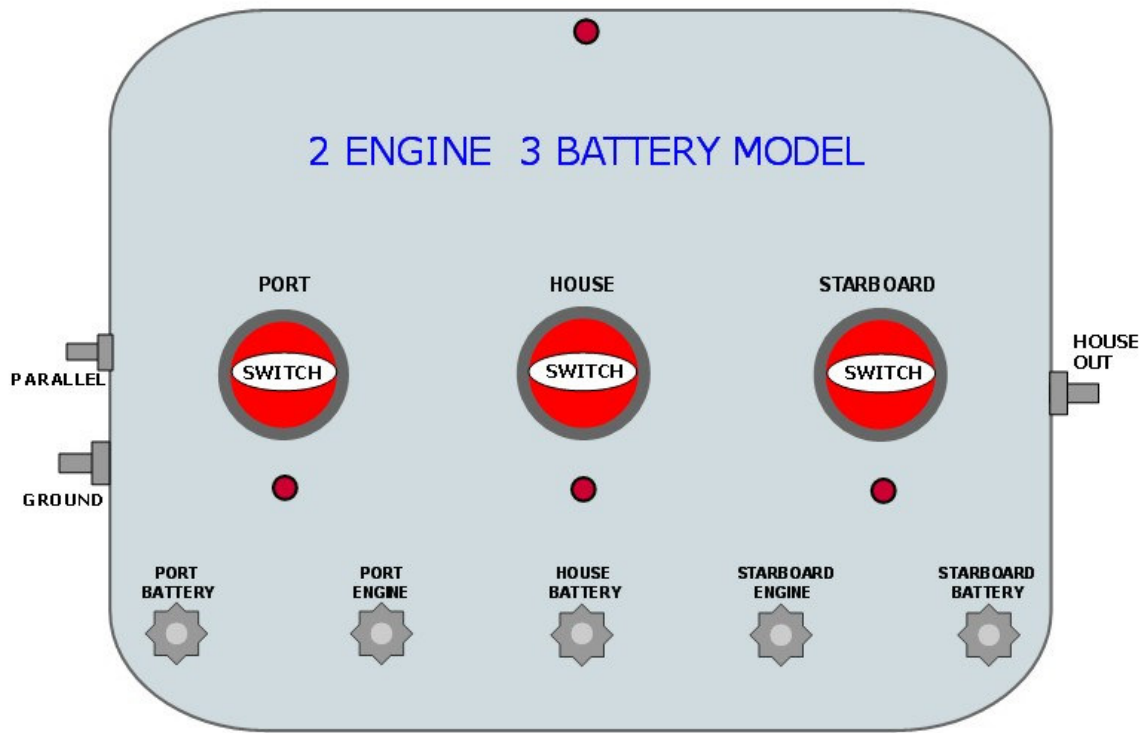 2 ENGINE 3 BATTERY MODEL
PORT
HOUSE
STARBOARD
SWITCH
SWITCH
SWITCH
PARALLEL
GROUND
HOUSE
OUT
PORT
BATTERY
PORT
ENGINE
HOUSE
BATTERY
STARBOARD
ENGINE
STARBOARD
BATTERY